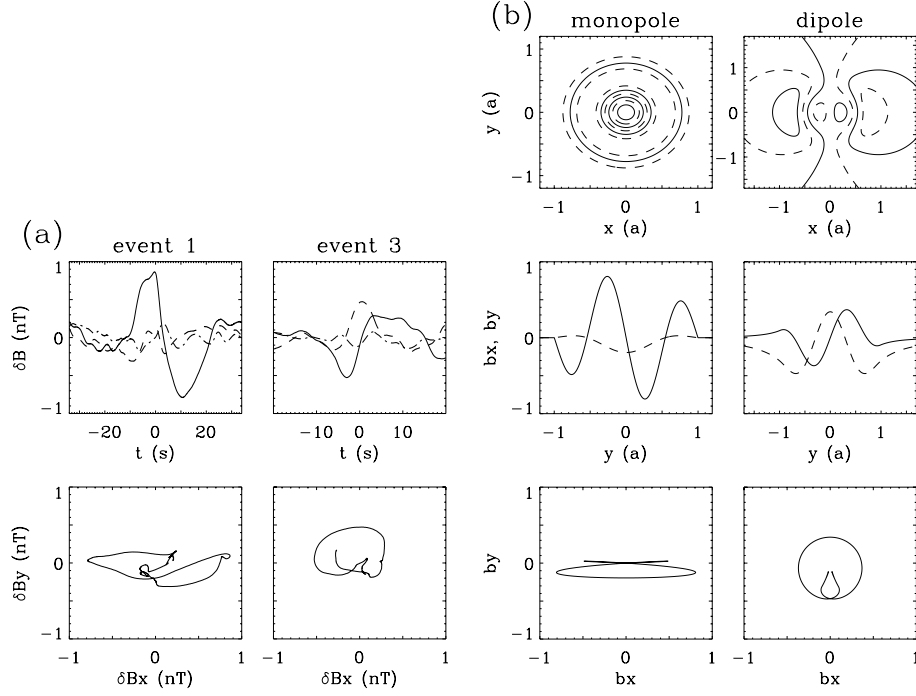 (b)
monopole dipole
1
0
−1
y (a)
−1 0 1
x (a)
1
0
−1
−1 0 1
x (a)
(a)
event 1 event 3
1
0
−1
δB (nT)
−20 0 20
t (s)
−10 0 10
t (s)
1
0
−1
bx, by
−1 0 1
y (a)
−1 0 1
y (a)
1
0
−1
δBy (nT)
−1 0 1
δBx (nT)
−1 0 1
δBx (nT)
1
0
−1
by
−1 0 1
bx
−1 0 1
bx